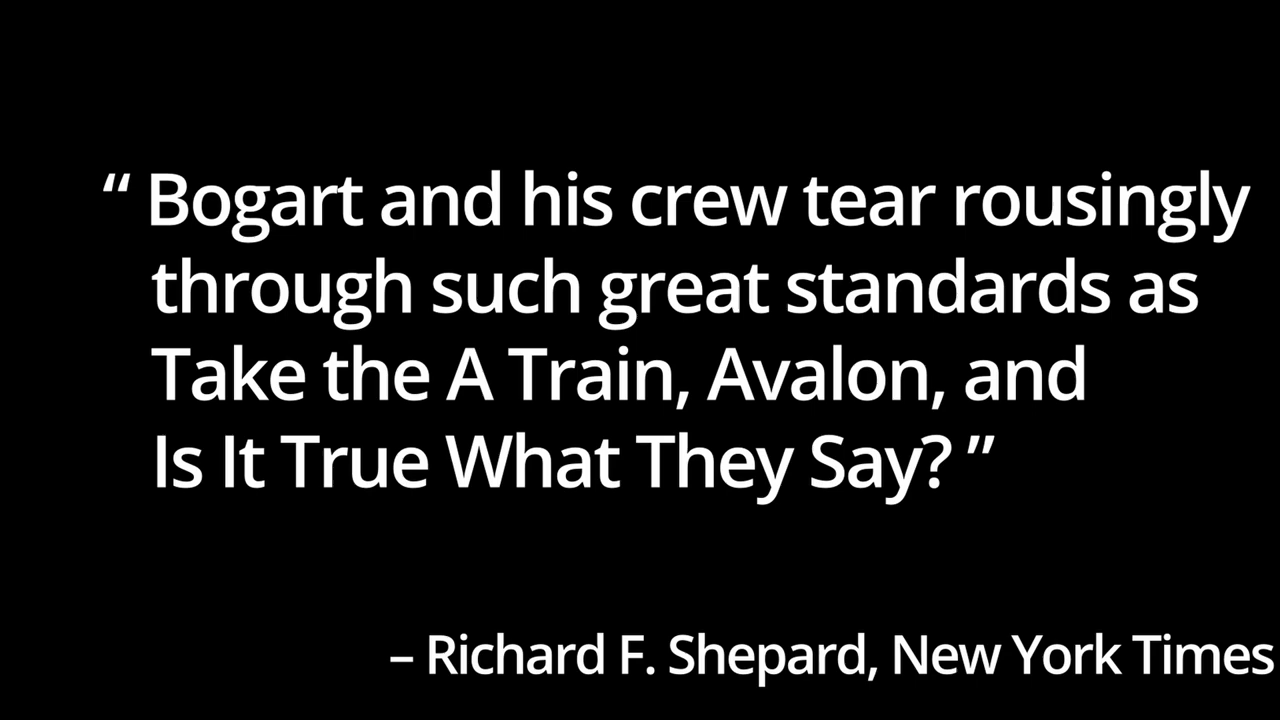 “ Bogart and his crew tear rousingly
through such great standards as
Take the A Train, Avalon, and
Is It True What They Say? ”
– Richard F. Shepard, New York Times